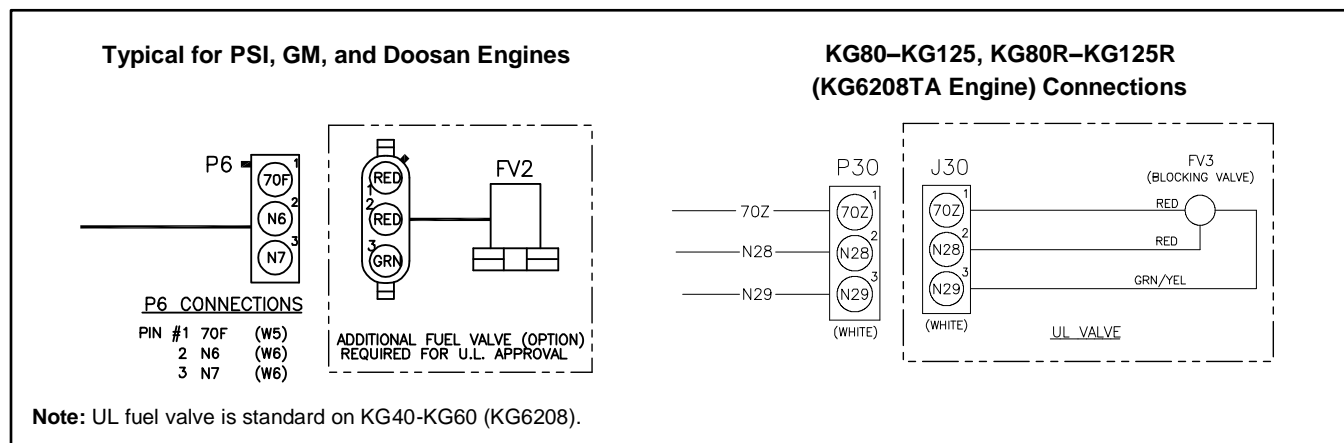 Typical for PSI, GM, and Doosan Engines
P6
1
70F
2
N6
3
N7
P6 CONNECTIONS
PIN #1 70F (W5)
2 N6 (W6)
3 N7 (W6)
1
RED
2
RED
3
GRN
FV2
ADDITIONAL FUEL VALVE (OPTION)
REQUIRED FOR U.L. APPROVAL
Note: UL fuel valve is standard on KG40-KG60 (KG6208).
KG80–KG125, KG80R–KG125R
(KG6208TA Engine) Connections
P30
J30
FV3
(BLOCKING VALVE)
70Z
70Z
1
70Z
1
RED
N28
N28
2
N28
2
RED
N29
N29
3
N29
3
GRN/YEL
(WHITE)
(WHITE)
UL VALVE